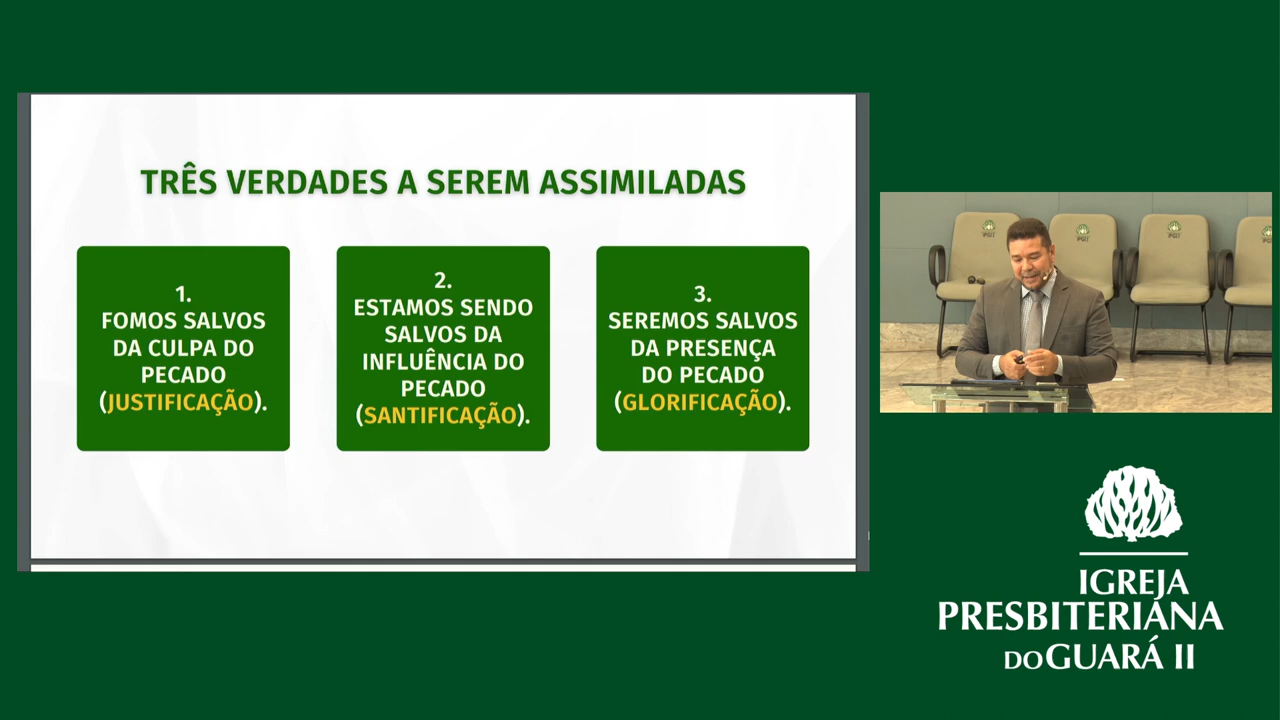 TRÊS VERDADES A SEREM ASSIMILADAS
1.
FOMOS SALVOS
DA CULPA DO
PECADO
(JUSTIFICAÇÃO).
2.
ESTAMOS SENDO
SALVOS DA
INFLUÊNCIA DO
PECADO
(SANTIFICAÇÃO).
3.
SEREMOS SALVOS
DA PRESENÇA
DO PECADO
(GLORIFICAÇÃO).
IGREJA
PRESBITERIANA
DO GUARÁ II